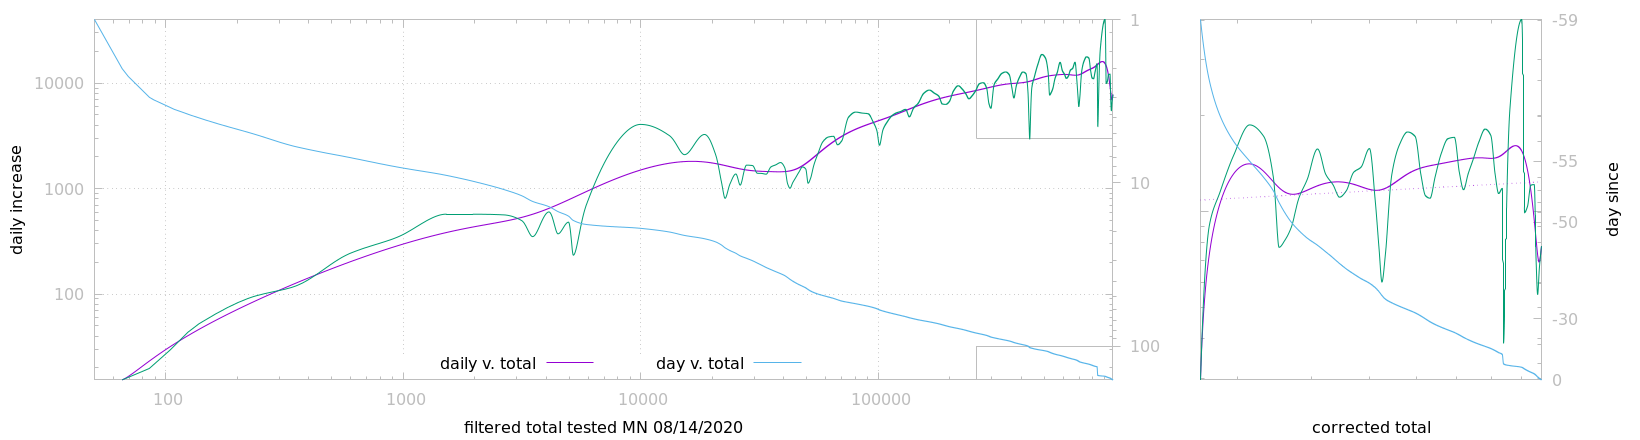 1
-59
10000
daily increase
-55
day since
1000
10
-50
100
-30
daily v. total
day v. total
100
0
100
1000
10000
100000
filtered total tested MN 08/14/2020
corrected total